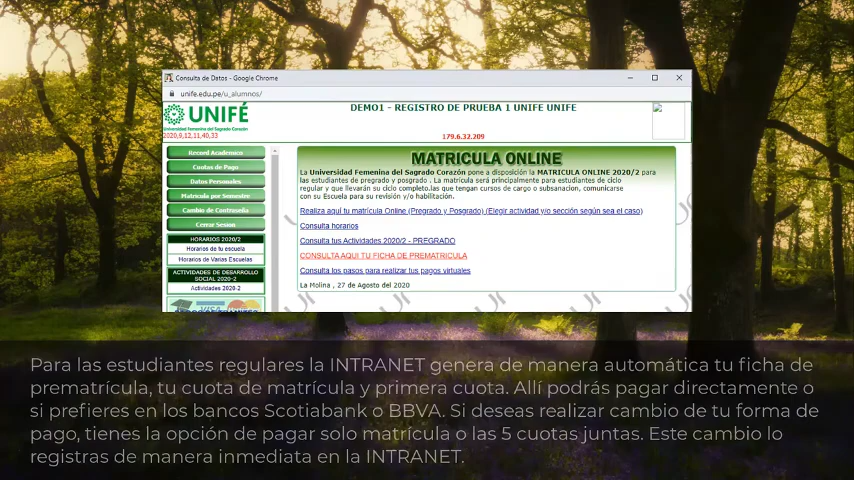 Consulta de Datos - Google Chrome
unife.edu.pe/u_alumnos/
UNIFÉ
Universidad Femenina del Sagrado Corazón
2020,9,12,11,40,33
DEMO1 - REGISTRO DE PRUEBA 1 UNIFE UNIFE
179.6.32.209
Record Academico
Cuotas de Pago
Datos Personales
Matricula por Semestre
Cambio de Contraseña
Cerrar Sesion
HORARIOS 2020/2
Horarios de tu escuela
Horarios de Varias Escuelas
ACTIVIDADES DE DESARROLLO
SOCIAL 2020-2
Actividades 2020-2
MATRICULA ONLINE
La Universidad Femenina del Sagrado Corazón pone a disposición la MATRICULA ONLINE 2020/2 para
las estudiantes de pregrado y posgrado . La matrícula será principalmente para estudiantes de ciclo
regular y que llevarán su ciclo completo.las que tengan cursos de cargo o subsanacion, comunicarse
con su Escuela para su revisión y/o habilitación.
Realiza aquí tu matrícula Online (Pregrado y Posgrado) (Elegir actividad y/o sección según sea el caso)
Consulta horarios
Consulta tus Actividades 2020/2 - PREGRADO
CONSULTA AQUI TU FICHA DE PREMATRICULA
Consulta los pasos para realizar tus pagos virtuales
La Molina , 27 de Agosto del 2020
Para las estudiantes regulares la INTRANET genera de manera automática tu ficha de
prematrícula, tu cuota de matrícula y primera cuota. Allí podrás pagar directamente o
si prefieres en los bancos Scotiabank o BBVA. Si deseas realizar cambio de tu forma de
pago, tienes la opción de pagar solo matrícula o las 5 cuotas juntas. Este cambio lo
registras de manera inmediata en la INTRANET.